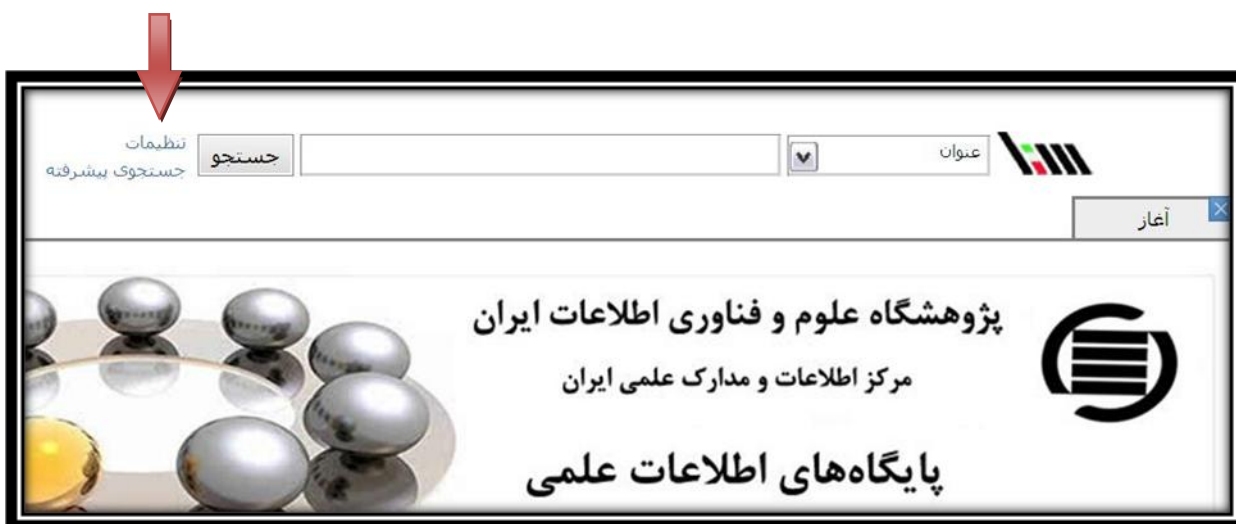 عنوان
جستجو
تنظیمات
جستجوی پیشرفته
آغاز
پژوهشگاه علوم و فناوری اطلاعات ایران
مرکز اطلاعات و مدارک علمی ایران
پایگاه‌های اطلاعات علمی